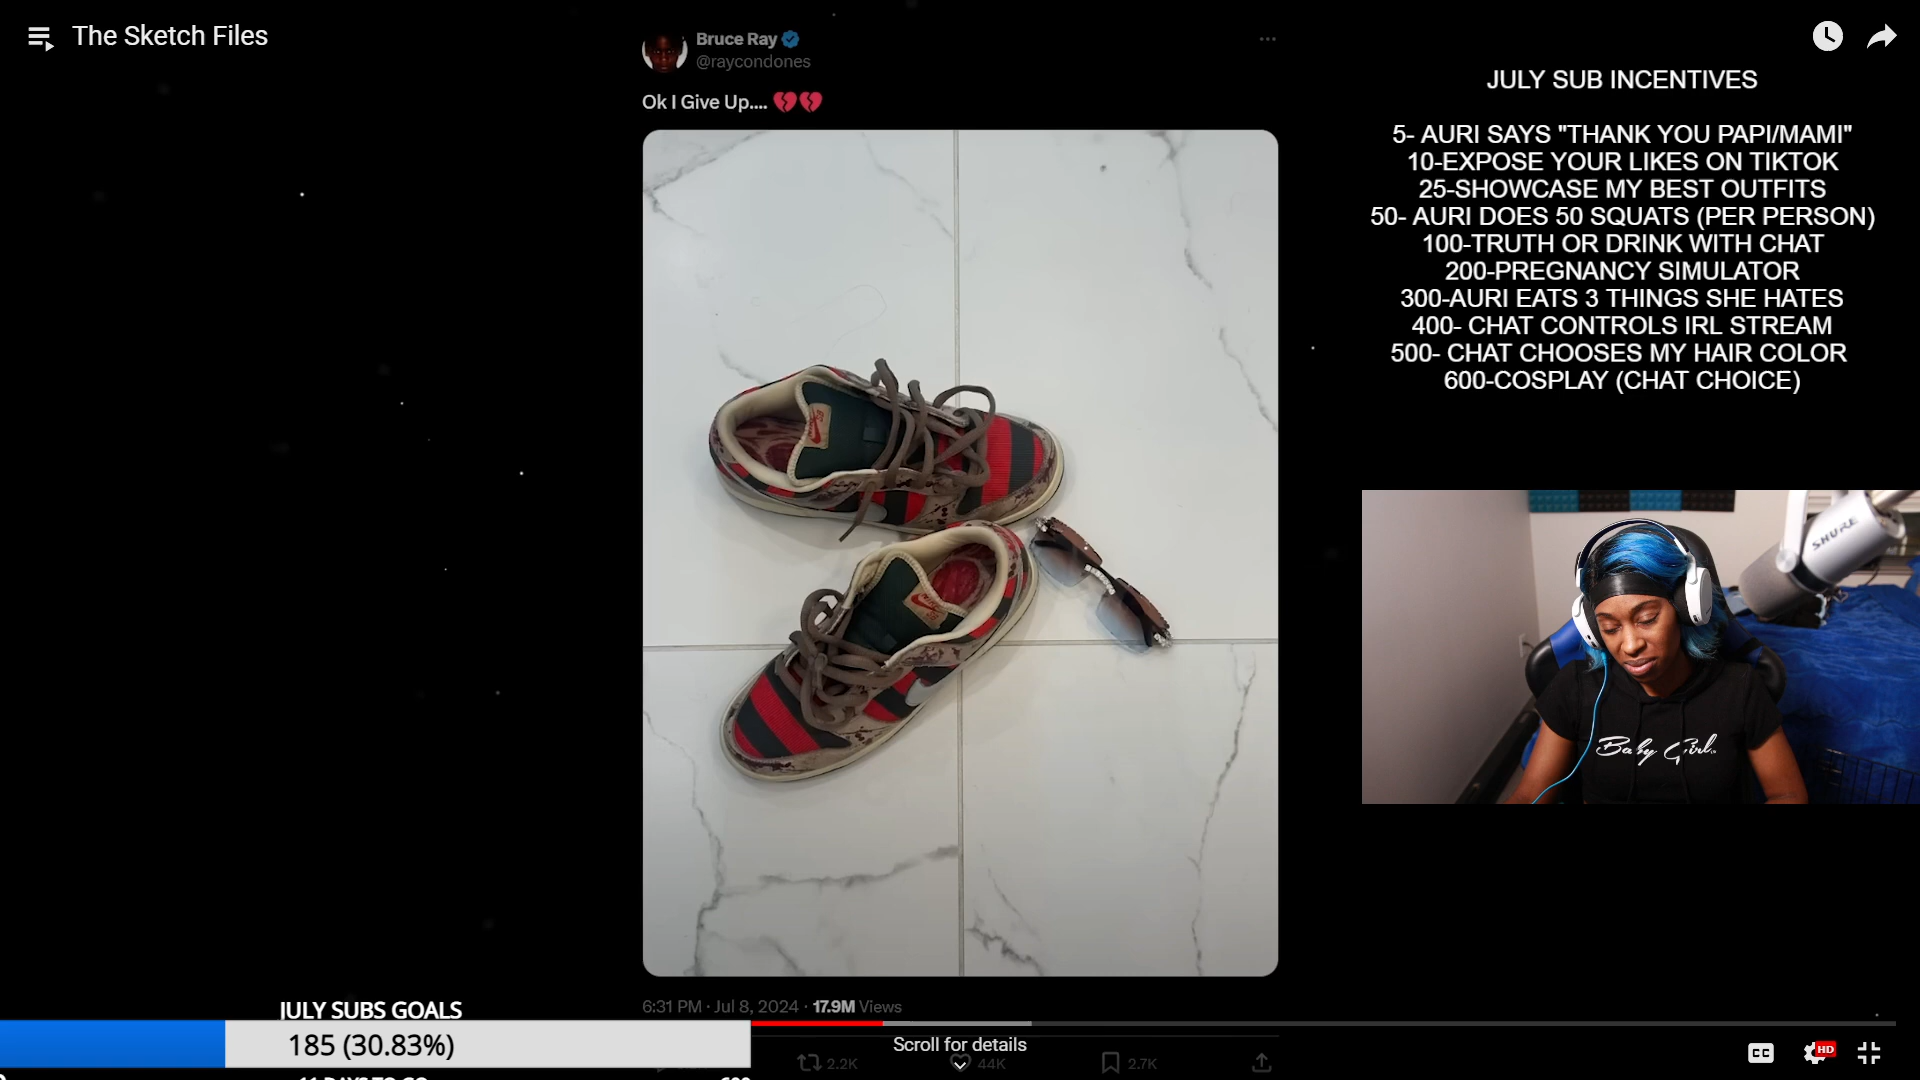 The Sketch Files
Bruce Ray
@raycondones
Ok I Give Up....
JULY SUB INCENTIVES
5- AURI SAYS "THANK YOU PAPI/MAMI"
10-EXPOSE YOUR LIKES ON TIKTOK
25-SHOWCASE MY BEST OUTFITS
50- AURI DOES 50 SQUATS (PER PERSON)
100-TRUTH OR DRINK WITH CHAT
200-PREGNANCY SIMULATOR
300-AURI EATS 3 THINGS SHE HATES
400- CHAT CONTROLS IRL STREAM
500- CHAT CHOOSES MY HAIR COLOR
600-COSPLAY (CHAT CHOICE)
SHURE
Baby Girl.
6:31 PM · Jul 8, 2024 · 17.9M Views
JULY SUBS GOALS
185 (30.83%)
Scroll for details
2.2K
44K
2.7K
CC
HD